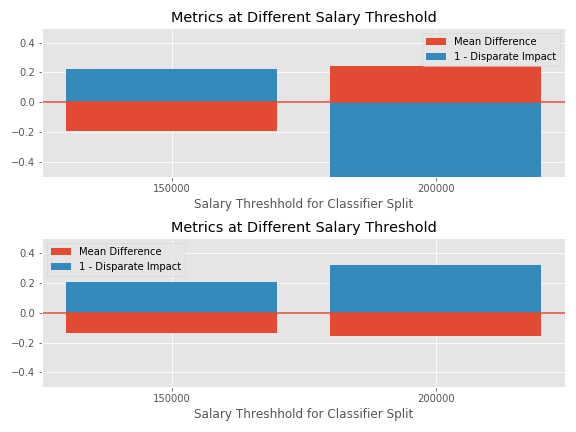 Metrics at Different Salary Threshold
0.4
0.2
0.0
−0.2
−0.4
Mean Difference
1 - Disparate Impact
150000
200000
Salary Threshhold for Classifier Split
Metrics at Different Salary Threshold
0.4
0.2
0.0
−0.2
−0.4
Mean Difference
1 - Disparate Impact
150000
200000
Salary Threshhold for Classifier Split